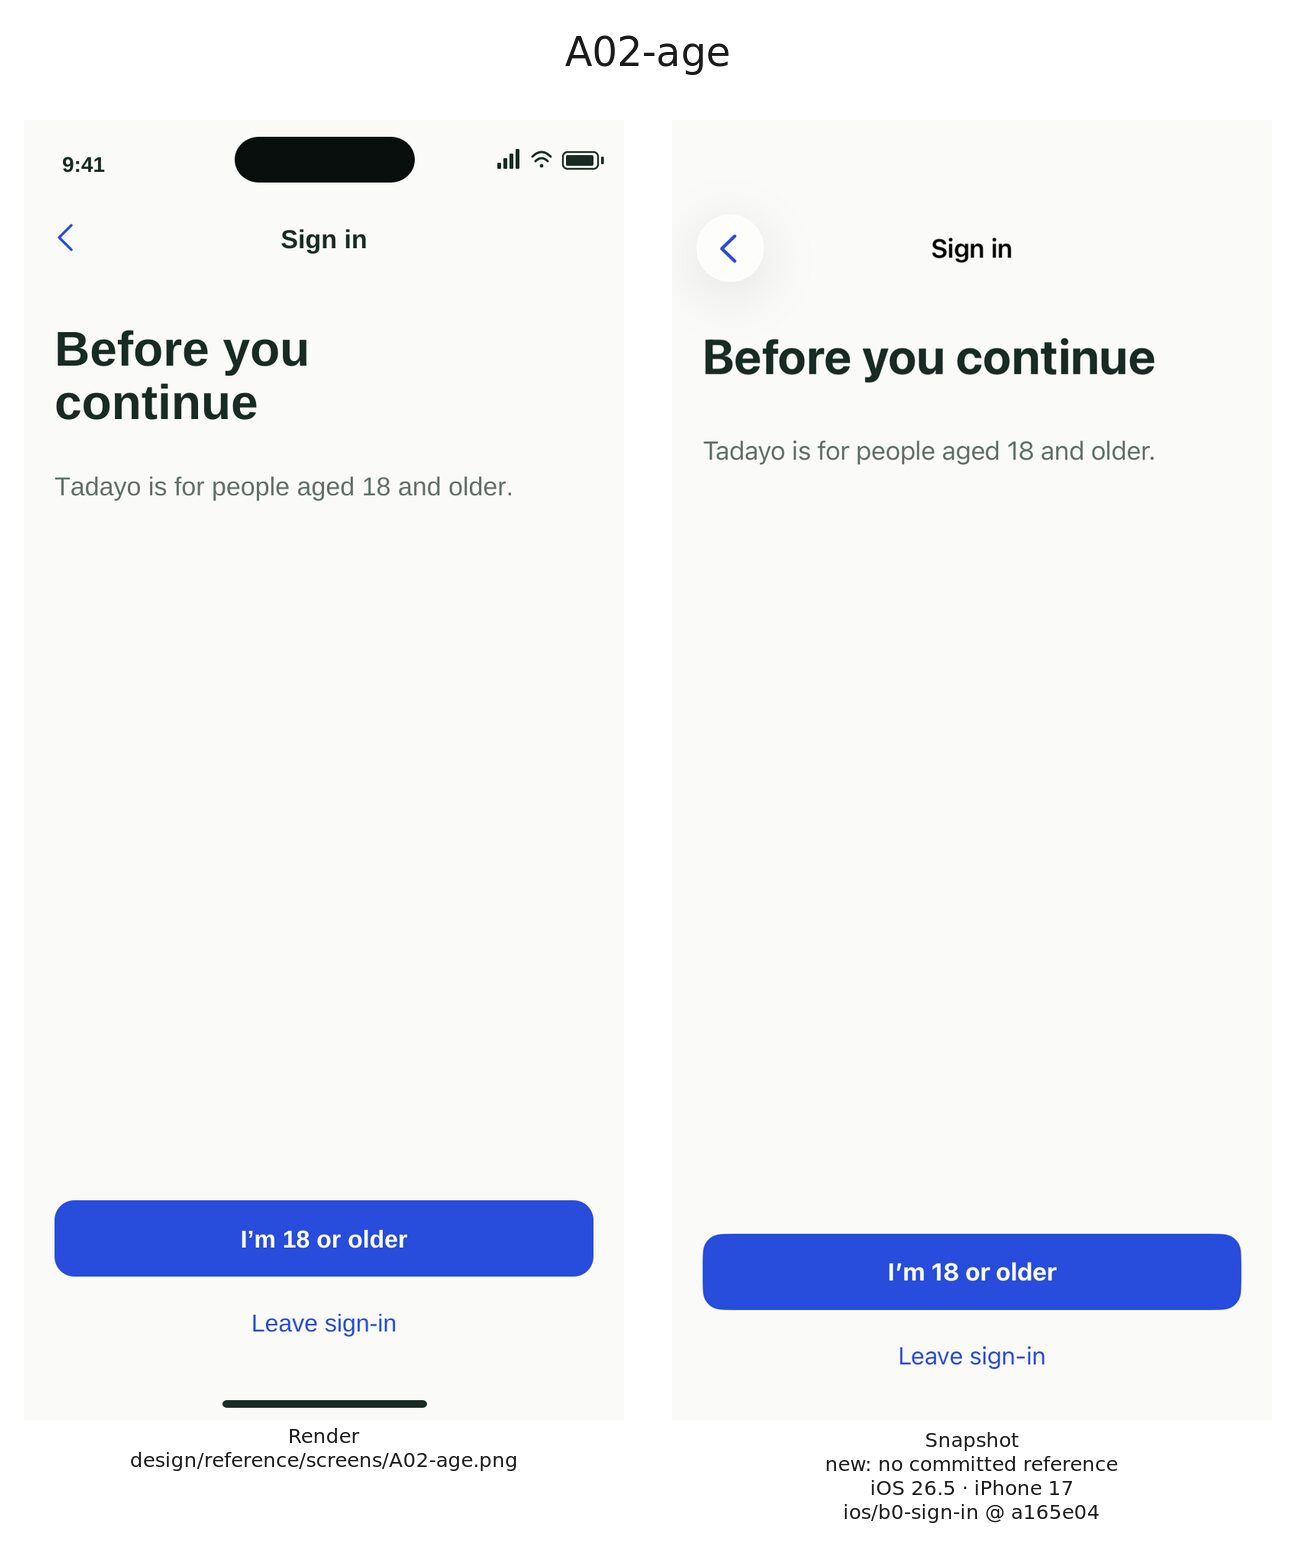 A02-age
9:41
Sign in
Before you
continue
Tadayo is for people aged 18 and older.
I’m 18 or older
Leave sign-in
Render
design/reference/screens/A02-age.png
Sign in
Before you continue
Tadayo is for people aged 18 and older.
I’m 18 or older
Leave sign-in
Snapshot
new: no committed reference
iOS 26.5 · iPhone 17
ios/b0-sign-in @ a165e04